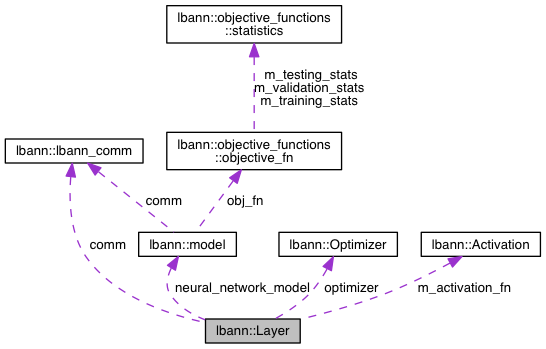 lbann::objective_functions
::statistics
m_testing_stats
m_validation_stats
m_training_stats
lbann::lbann_comm
lbann::objective_functions
::objective_fn
comm
obj_fn
comm
lbann::model
lbann::Optimizer
lbann::Activation
neural_network_model
optimizer
m_activation_fn
lbann::Layer